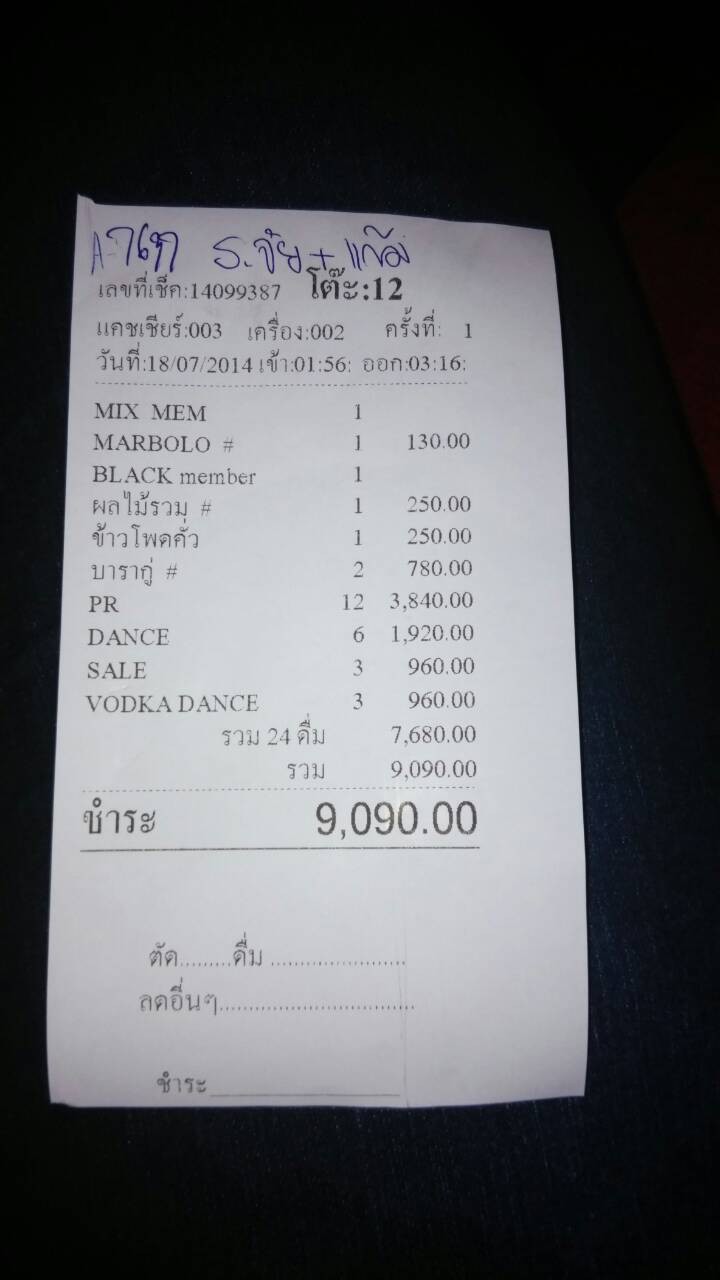 ธ.ชัย + แก๊ง
เลขที่เช็ค:14099387 โต๊ะ:12
แคชเชียร์:003 เครื่อง:002 ครั้งที่: 1
วันที่:18/07/2014 เข้า:01:56: ออก:03:16:
MIX MEM 1
MARBOLO # 1 130.00
BLACK member 1
ผลไม้รวม # 1 250.00
ข้าวโพดคั่ว 1 250.00
บารากู่ # 2 780.00
PR 12 3,840.00
DANCE 6 1,920.00
SALE 3 960.00
VODKA DANCE 3 960.00
รวม 24 ดื่ม 7,680.00
รวม 9,090.00
ชำระ 9,090.00
ตัด.........ดื่ม .......................
ลดอื่นๆ.................................
ชำระ